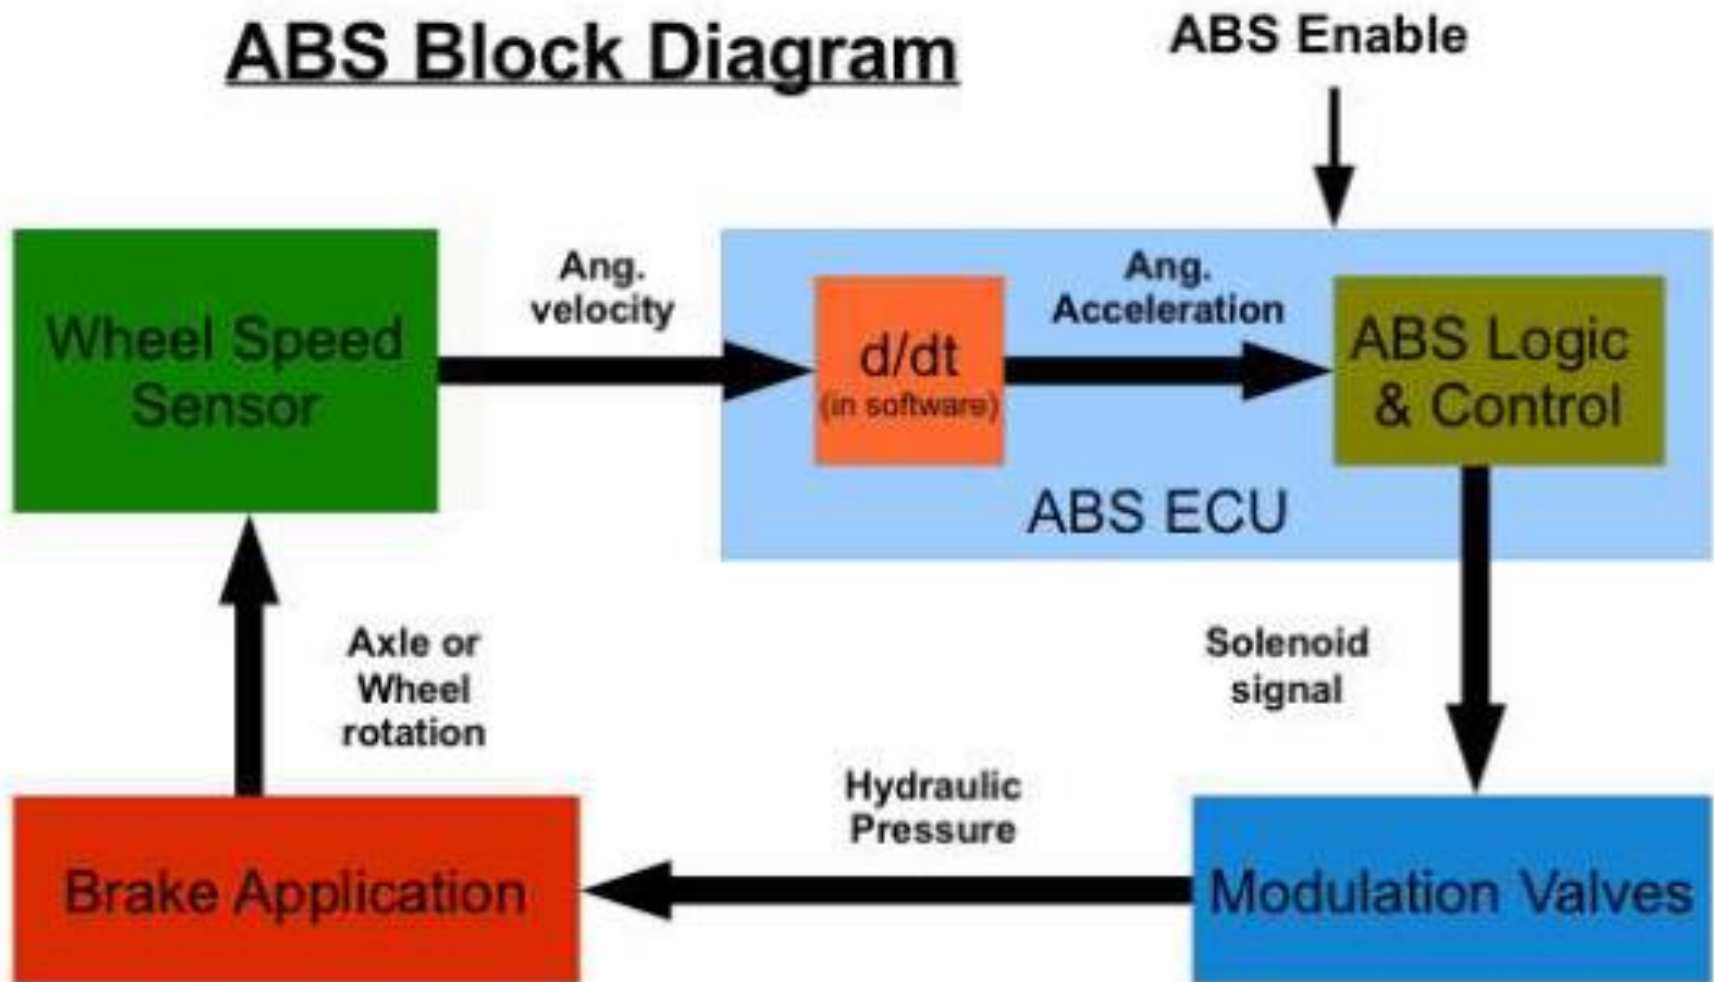 ABS Block Diagram
ABS Enable
Wheel Speed
Sensor
Ang.
velocity
d/dt
(in software)
Ang.
Acceleration
ABS Logic
& Control
ABS ECU
Axle or
Wheel
rotation
Solenoid
signal
Hydraulic
Pressure
Brake Application
Modulation Valves